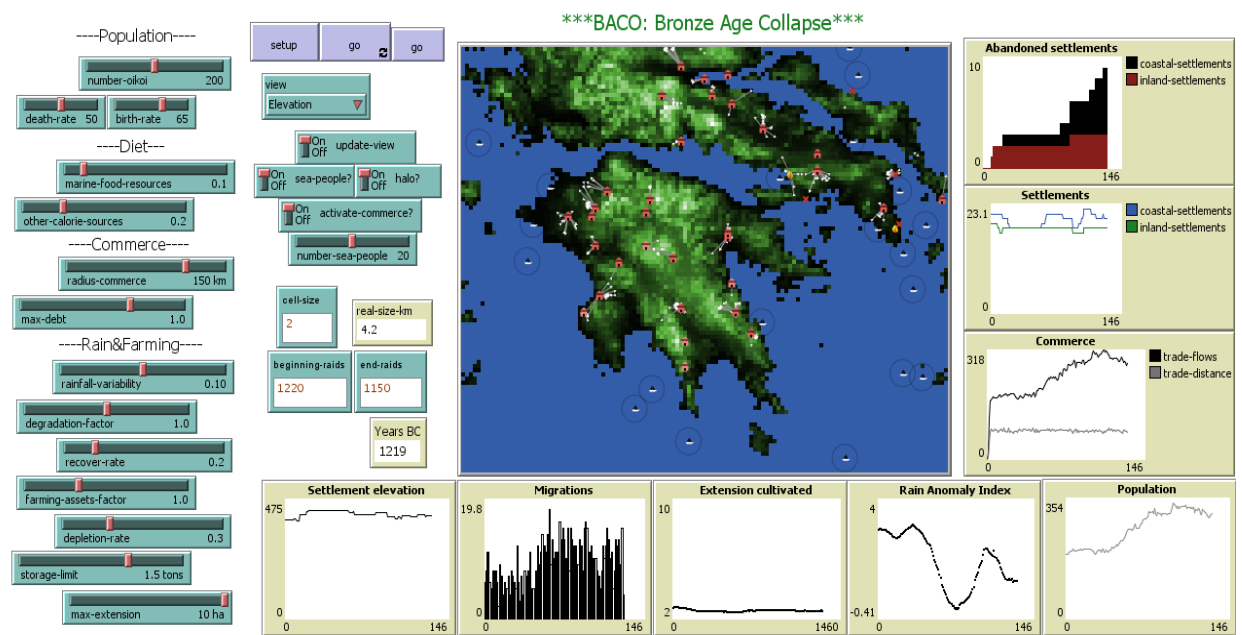 ***BACO: Bronze Age Collapse***
----Population----
number-oikoi 200
death-rate 50
birth-rate 65
----Diet---
marine-food-resources 0.1
other-calorie-sources 0.2
----Commerce----
radius-commerce 150 km
max-debt 1.0
----Rain&Farming----
rainfall-variability 0.10
degradation-factor 1.0
recover-rate 0.2
farming-assets-factor 1.0
depletion-rate 0.3
storage-limit 1.5 tons
max-extension 10 ha
setup
go
go
view
Elevation
On
Off
update-view
On
Off
sea-people?
On
Off
halo?
On
Off
activate-commerce?
number-sea-people 20
cell-size
2
real-size-km
4.2
beginning-raids
1220
end-raids
1150
Years BC
1219
Abandoned settlements
10
0
0
146
coastal-settlements
inland-settlements
Settlements
23.1
0
0
146
coastal-settlements
inland-settlements
Commerce
318
0
0
146
trade-flows
trade-distance
Settlement elevation
475
0
0
146
Migrations
19.8
0
0
146
Extension cultivated
10
2
0
1460
Rain Anomaly Index
4
-0.41
0
146
Population
354
0
0
146